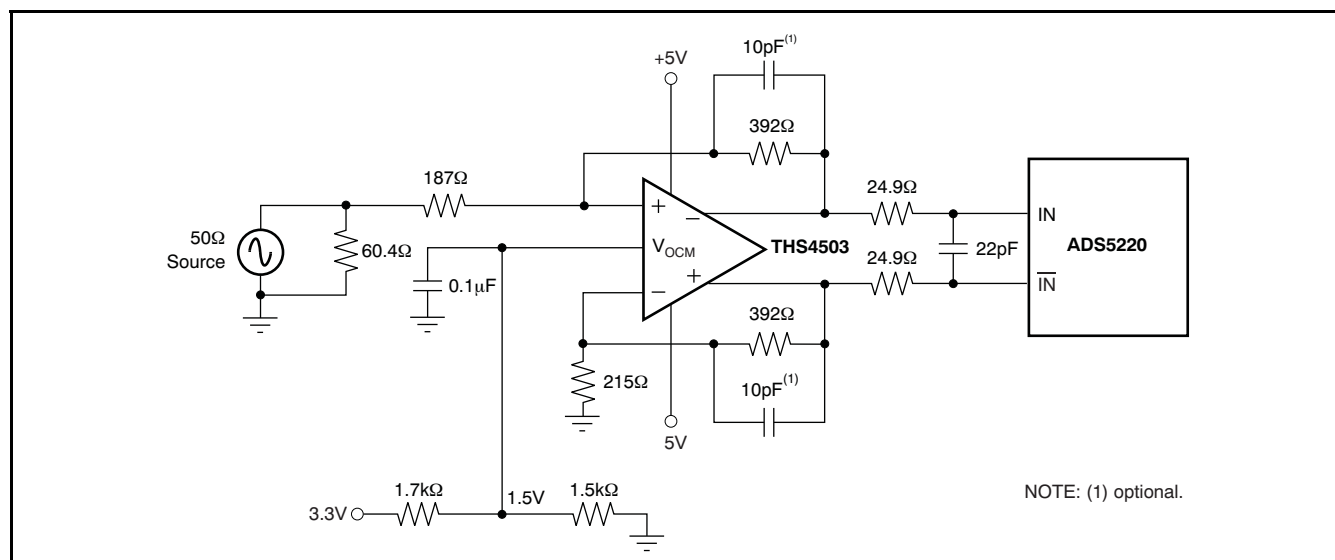 10pF(1)
+5V
392Ω
187Ω
24.9Ω
+
−
IN
50Ω
Source
60.4Ω
VOCM
THS4503
22pF
ADS5220
0.1µF
+
24.9Ω
−
IN
392Ω
215Ω
10pF(1)
5V
1.7kΩ
1.5V
1.5kΩ
3.3V
NOTE: (1) optional.